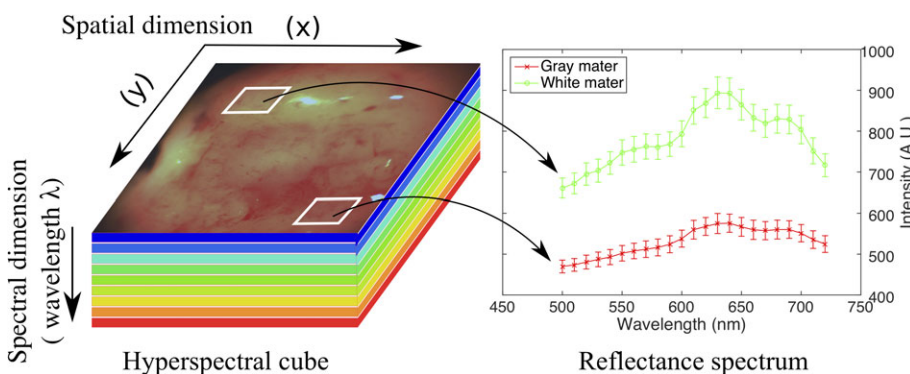 Spatial dimension
(x)
(y)
Spectral dimension
( wavelength λ)
Hyperspectral cube
Gray mater
White mater
1000
900
800
700
600
500
400
Intensity (A.U)
450 500 550 600 650 700 750
Wavelength (nm)
Reflectance spectrum